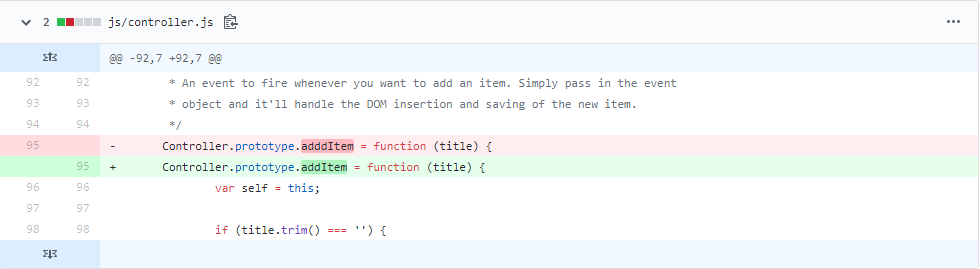 2 js/controller.js
@@ -92,7 +92,7 @@
92 92 * An event to fire whenever you want to add an item. Simply pass in the event
93 93 * object and it'll handle the DOM insertion and saving of the new item.
94 94 */
95 - Controller.prototype.adddItem = function (title) {
95 + Controller.prototype.addItem = function (title) {
96 96 var self = this;
97 97
98 98 if (title.trim() === '') {